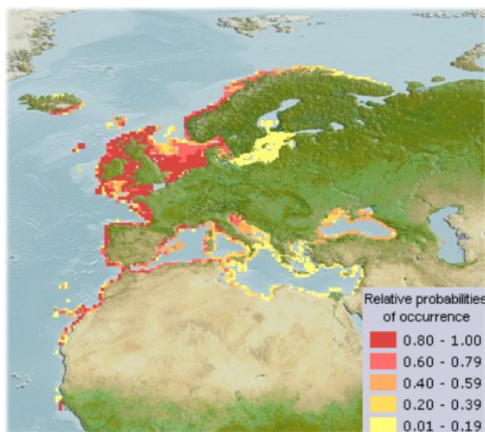 Relative probabilities
of occurrence
0.80 - 1.00
0.60 - 0.79
0.40 - 0.59
0.20 - 0.39
0.01 - 0.19